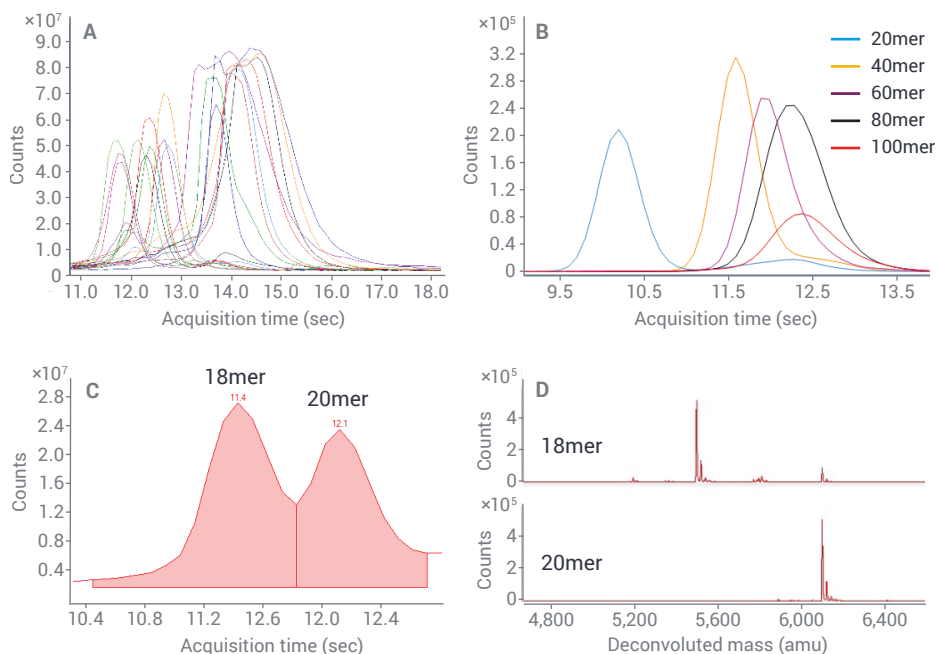 ×10⁷
A
9.0
8.0
7.0
6.0
5.0
4.0
3.0
2.0
1.0
0
Counts
11.0 12.0 13.0 14.0 15.0 16.0 17.0 18.0
Acquisition time (sec)
×10⁵
B
3.2
2.8
2.4
2.0
1.6
1.2
0.8
0.4
0
Counts
20mer
40mer
60mer
80mer
100mer
9.5 10.5 11.5 12.5 13.5
Acquisition time (sec)
×10⁷
C
18mer
11.4
20mer
12.1
2.8
2.4
2.0
1.6
1.2
0.8
0.4
Counts
10.4 10.8 11.2 12.6 12.0 12.4
Acquisition time (sec)
×10⁵
D
4
2
0
Counts
18mer
×10⁵
4
2
0
Counts
20mer
4,800 5,200 5,600 6,000 6,400
Deconvoluted mass (amu)